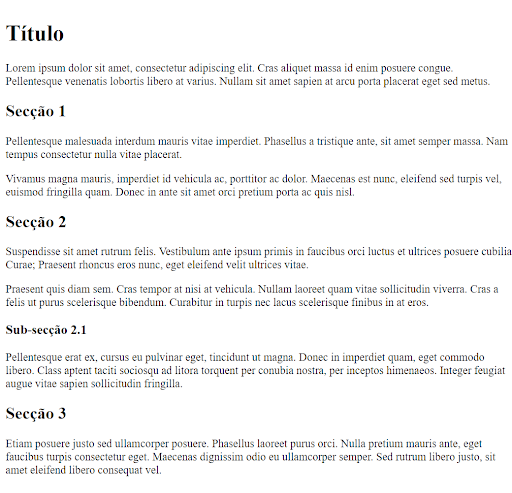 Título
Lorem ipsum dolor sit amet, consectetur adipiscing elit. Cras aliquet massa id enim posuere congue.
Pellentesque venenatis lobortis libero at varius. Nullam sit amet sapien at arcu porta placerat eget sed metus.
Secção 1
Pellentesque malesuada interdum mauris vitae imperdiet. Phasellus a tristique ante, sit amet semper massa. Nam
tempus consectetur nulla vitae placerat.
Vivamus magna mauris, imperdiet id vehicula ac, porttitor ac dolor. Maecenas est nunc, eleifend sed turpis vel,
euismod fringilla quam. Donec in ante sit amet orci pretium porta ac quis nisl.
Secção 2
Suspendisse sit amet rutrum felis. Vestibulum ante ipsum primis in faucibus orci luctus et ultrices posuere cubilia
Curae; Praesent rhoncus eros nunc, eget eleifend velit ultrices vitae.
Praesent quis diam sem. Cras tempor at nisi at vehicula. Nullam laoreet quam vitae sollicitudin viverra. Cras a
felis ut purus scelerisque bibendum. Curabitur in turpis nec lacus scelerisque finibus in at eros.
Sub-secção 2.1
Pellentesque erat ex, cursus eu pulvinar eget, tincidunt ut magna. Donec in imperdiet quam, eget commodo
libero. Class aptent taciti sociosqu ad litora torquent per conubia nostra, per inceptos himenaeos. Integer feugiat
augue vitae sapien sollicitudin fringilla.
Secção 3
Etiam posuere justo sed ullamcorper posuere. Phasellus laoreet purus orci. Nulla pretium mauris ante, eget
faucibus turpis consectetur eget. Maecenas dignissim odio eu ullamcorper semper. Sed rutrum libero justo, sit
amet eleifend libero consequat vel.